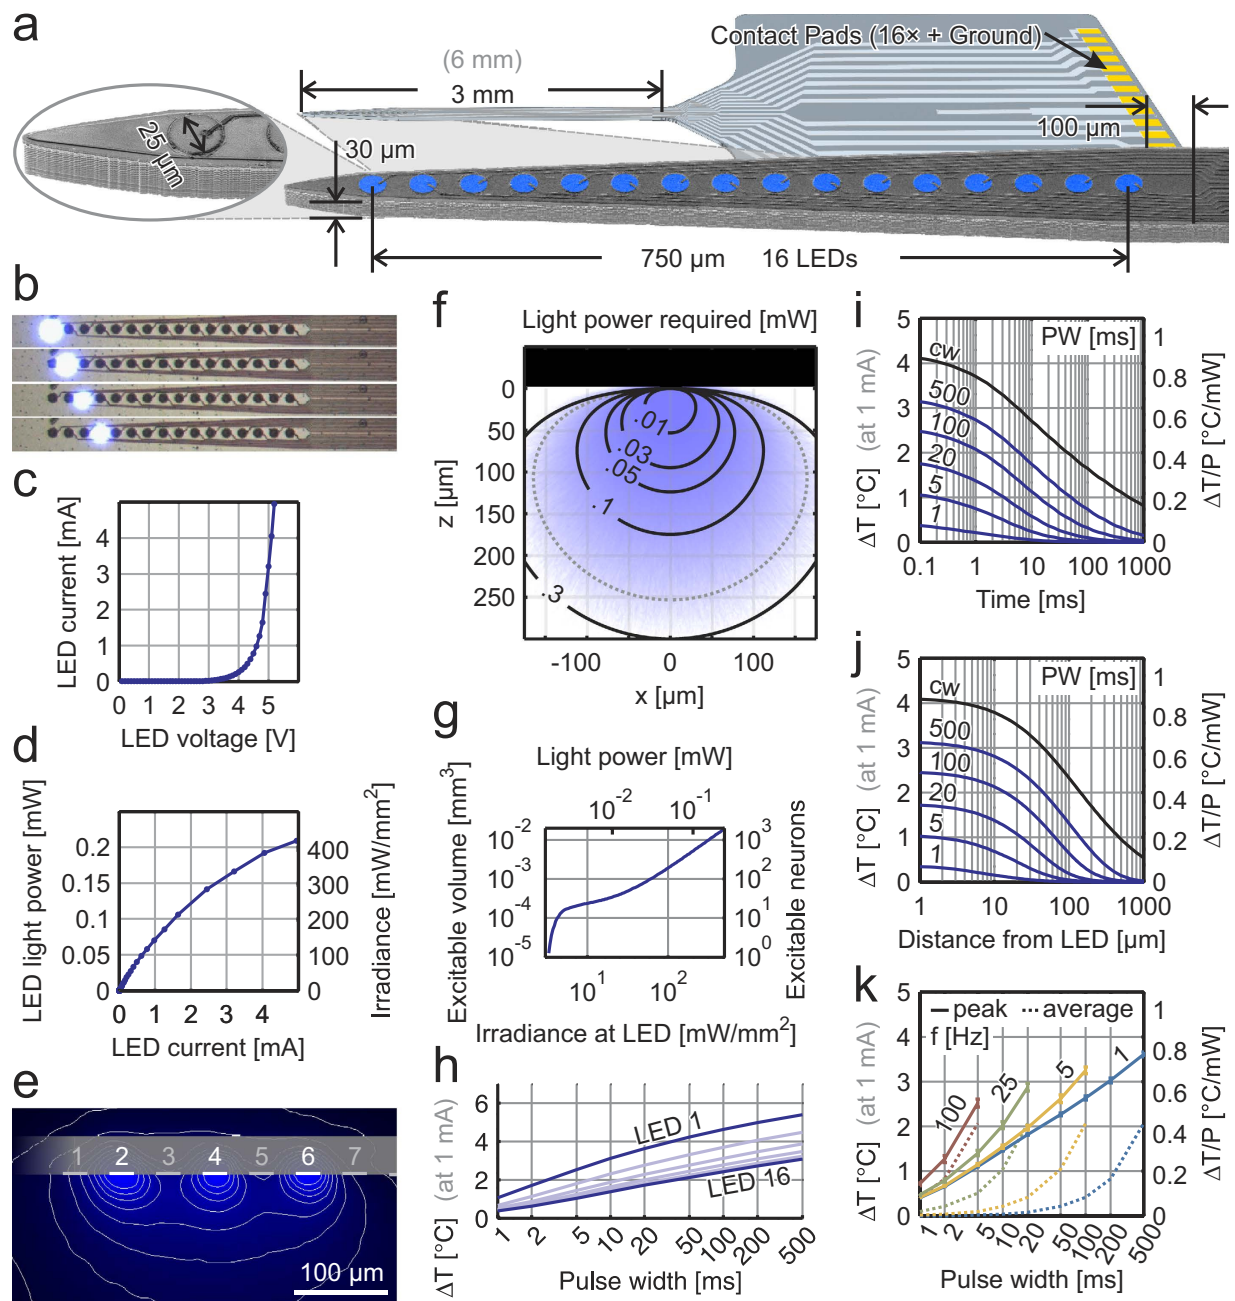 a
Contact Pads (16× + Ground)
(6 mm)
3 mm
100 µm
25 µm
30 µm
750 µm 16 LEDs
b
c
LED current [mA]
4
3
2
1
0
0 1 2 3 4 5
LED voltage [V]
d
LED light power [mW]
0.2
0.15
0.1
0.05
0
Irradiance [mW/mm²]
400
300
200
100
0
0 1 2 3 4
LED current [mA]
e
1 2 3 4 5 6 7
100 µm
f
Light power required [mW]
z [µm]
0
50
100
150
200
250
.01
.03
.05
.1
.3
-100 0 100
x [µm]
g
Light power [mW]
10⁻² 10⁻¹
Excitable volume [mm³]
10⁻²
10⁻³
10⁻⁴
10⁻⁵
Excitable neurons
10³
10²
10¹
10⁰
10¹ 10²
Irradiance at LED [mW/mm²]
h
ΔT [°C] (at 1 mA)
6
4
2
0
LED 1
LED 16
1 2 5 10 20 50 100 200 500
Pulse width [ms]
i
ΔT [°C] (at 1 mA)
5
4
3
2
1
0
PW [ms]
cw
500
100
20
5
1
ΔT/P [°C/mW]
1
0.8
0.6
0.4
0.2
0
0.1 1 10 100 1000
Time [ms]
j
ΔT [°C] (at 1 mA)
5
4
3
2
1
0
PW [ms]
cw
500
100
20
5
1
ΔT/P [°C/mW]
1
0.8
0.6
0.4
0.2
0
1 10 100 1000
Distance from LED [µm]
k
ΔT [°C] (at 1 mA)
5
4
3
2
1
0
peak average
f [Hz]
100
25
5
1
ΔT/P [°C/mW]
1
0.8
0.6
0.4
0.2
0
1 2 5 10 20 50 100 200 500
Pulse width [ms]